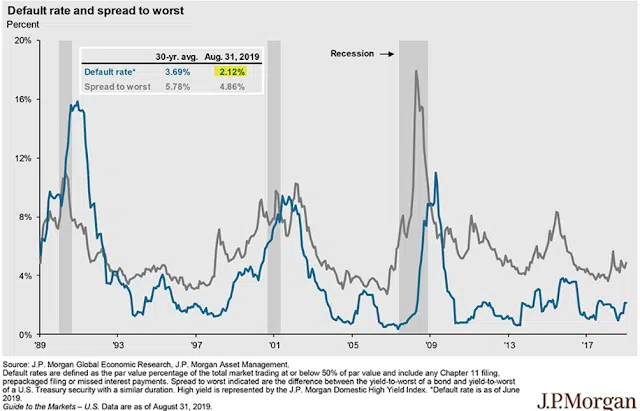 Default rate and spread to worst
Percent
20%
16%
12%
8%
4%
0%
30-yr. avg. Aug. 31, 2019
Default rate* 3.69% 2.12%
Spread to worst 5.78% 4.86%
Recession
'89 '93 '97 '01 '05 '09 '13 '17
J.P.Morgan
Source: J.P. Morgan Global Economic Research, J.P. Morgan Asset Management.
Default rates are defined as the par value percentage of the total market trading at or below 50% of par value and include any Chapter 11 filing,
prepackaged filing or missed interest payments. Spread to worst indicated are the difference between the yield-to-worst of a bond and yield-to-worst
of a U.S. Treasury security with a similar duration. High yield is represented by the J.P. Morgan Domestic High Yield Index. *Default rate is as of June
2019.
Guide to the Markets – U.S. Data are as of August 31, 2019.